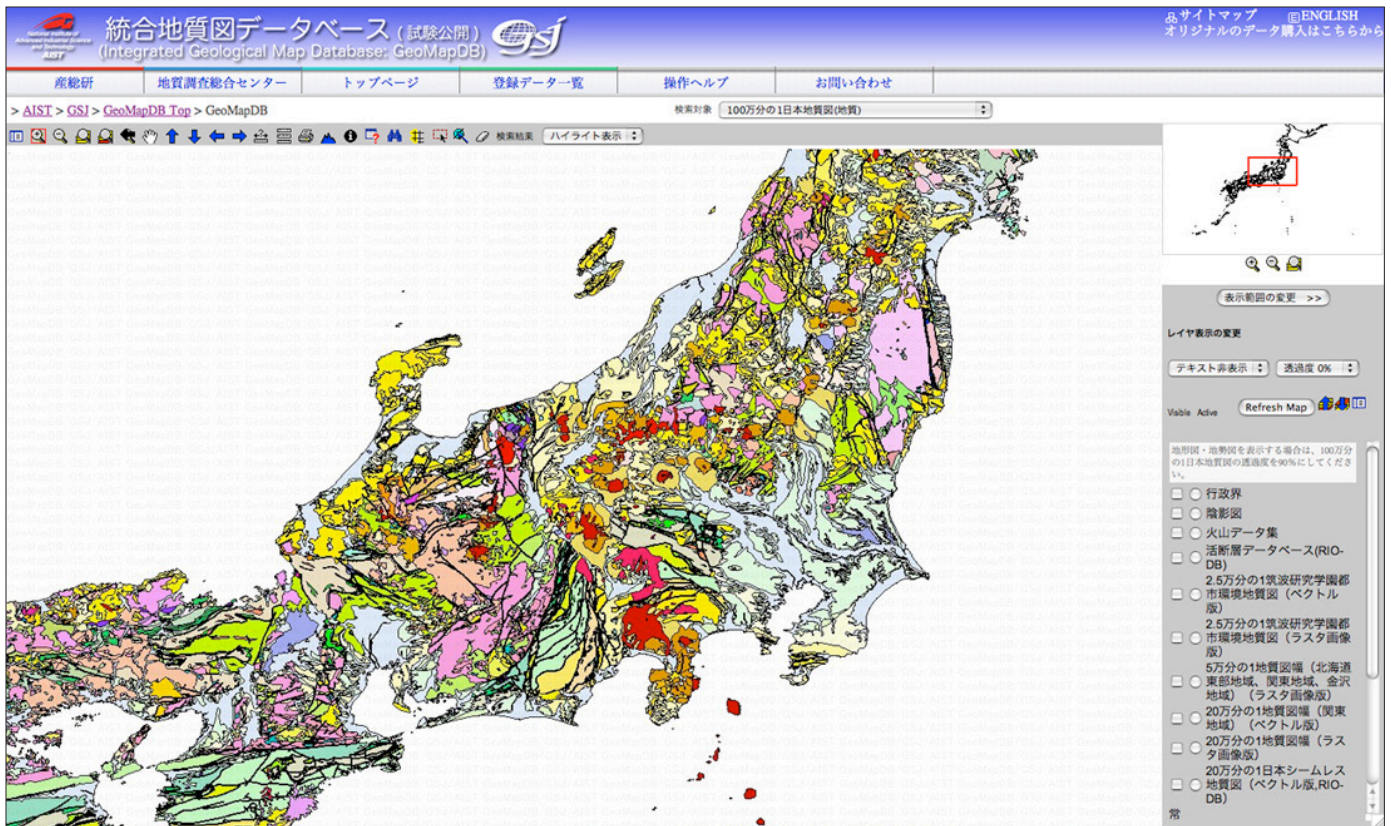 National Institute of
Advanced Industrial Science
and Technology
AIST
統合地質図データベース（試験公開）
(Integrated Geological Map Database: GeoMapDB)
GSJ
サイトマップ ENGLISH
オリジナルのデータ購入はこちらから
産総研 地質調査総合センター トップページ 登録データ一覧 操作ヘルプ お問い合わせ
> AIST > GSJ > GeoMapDB Top > GeoMapDB
検索対象 100万分の1日本地質図(地質)
検索結果 ハイライト表示
表示範囲の変更 >>
レイヤ表示の変更
テキスト非表示 透過度 0%
Visible Active Refresh Map
地形図・地勢図を表示する場合は、100万分
の1日本地質図の透過度を90%にしてくださ
い。
行政界
陰影図
火山データ集
活断層データベース(RIO-
DB)
2.5万分の1筑波研究学園都
市環境地質図（ベクトル
版）
2.5万分の1筑波研究学園都
市環境地質図（ラスタ画像
版）
5万分の1地質図幅（北海道
東部地域、関東地域、金沢
地域）（ラスタ画像版）
20万分の1地質図幅（関東
地域）（ベクトル版）
20万分の1地質図幅（ラス
タ画像版）
20万分の1日本シームレス
地質図（ベクトル版,RIO-
DB）
常